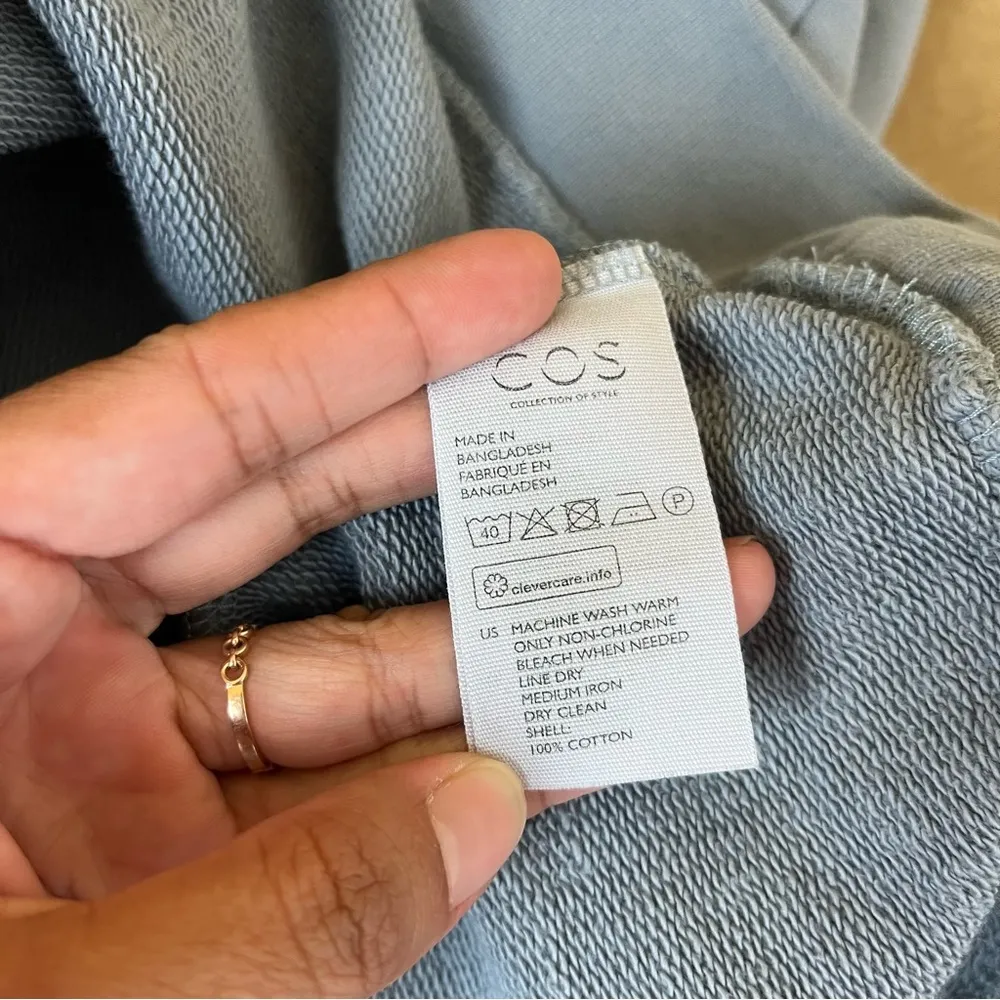 COS
COLLECTION OF STYLE
MADE IN
BANGLADESH
FABRIQUÉ EN
BANGLADESH
40 P
clevercare.info
US MACHINE WASH WARM
ONLY NON-CHLORINE
BLEACH WHEN NEEDED
LINE DRY
MEDIUM IRON
DRY CLEAN
SHELL:
100% COTTON